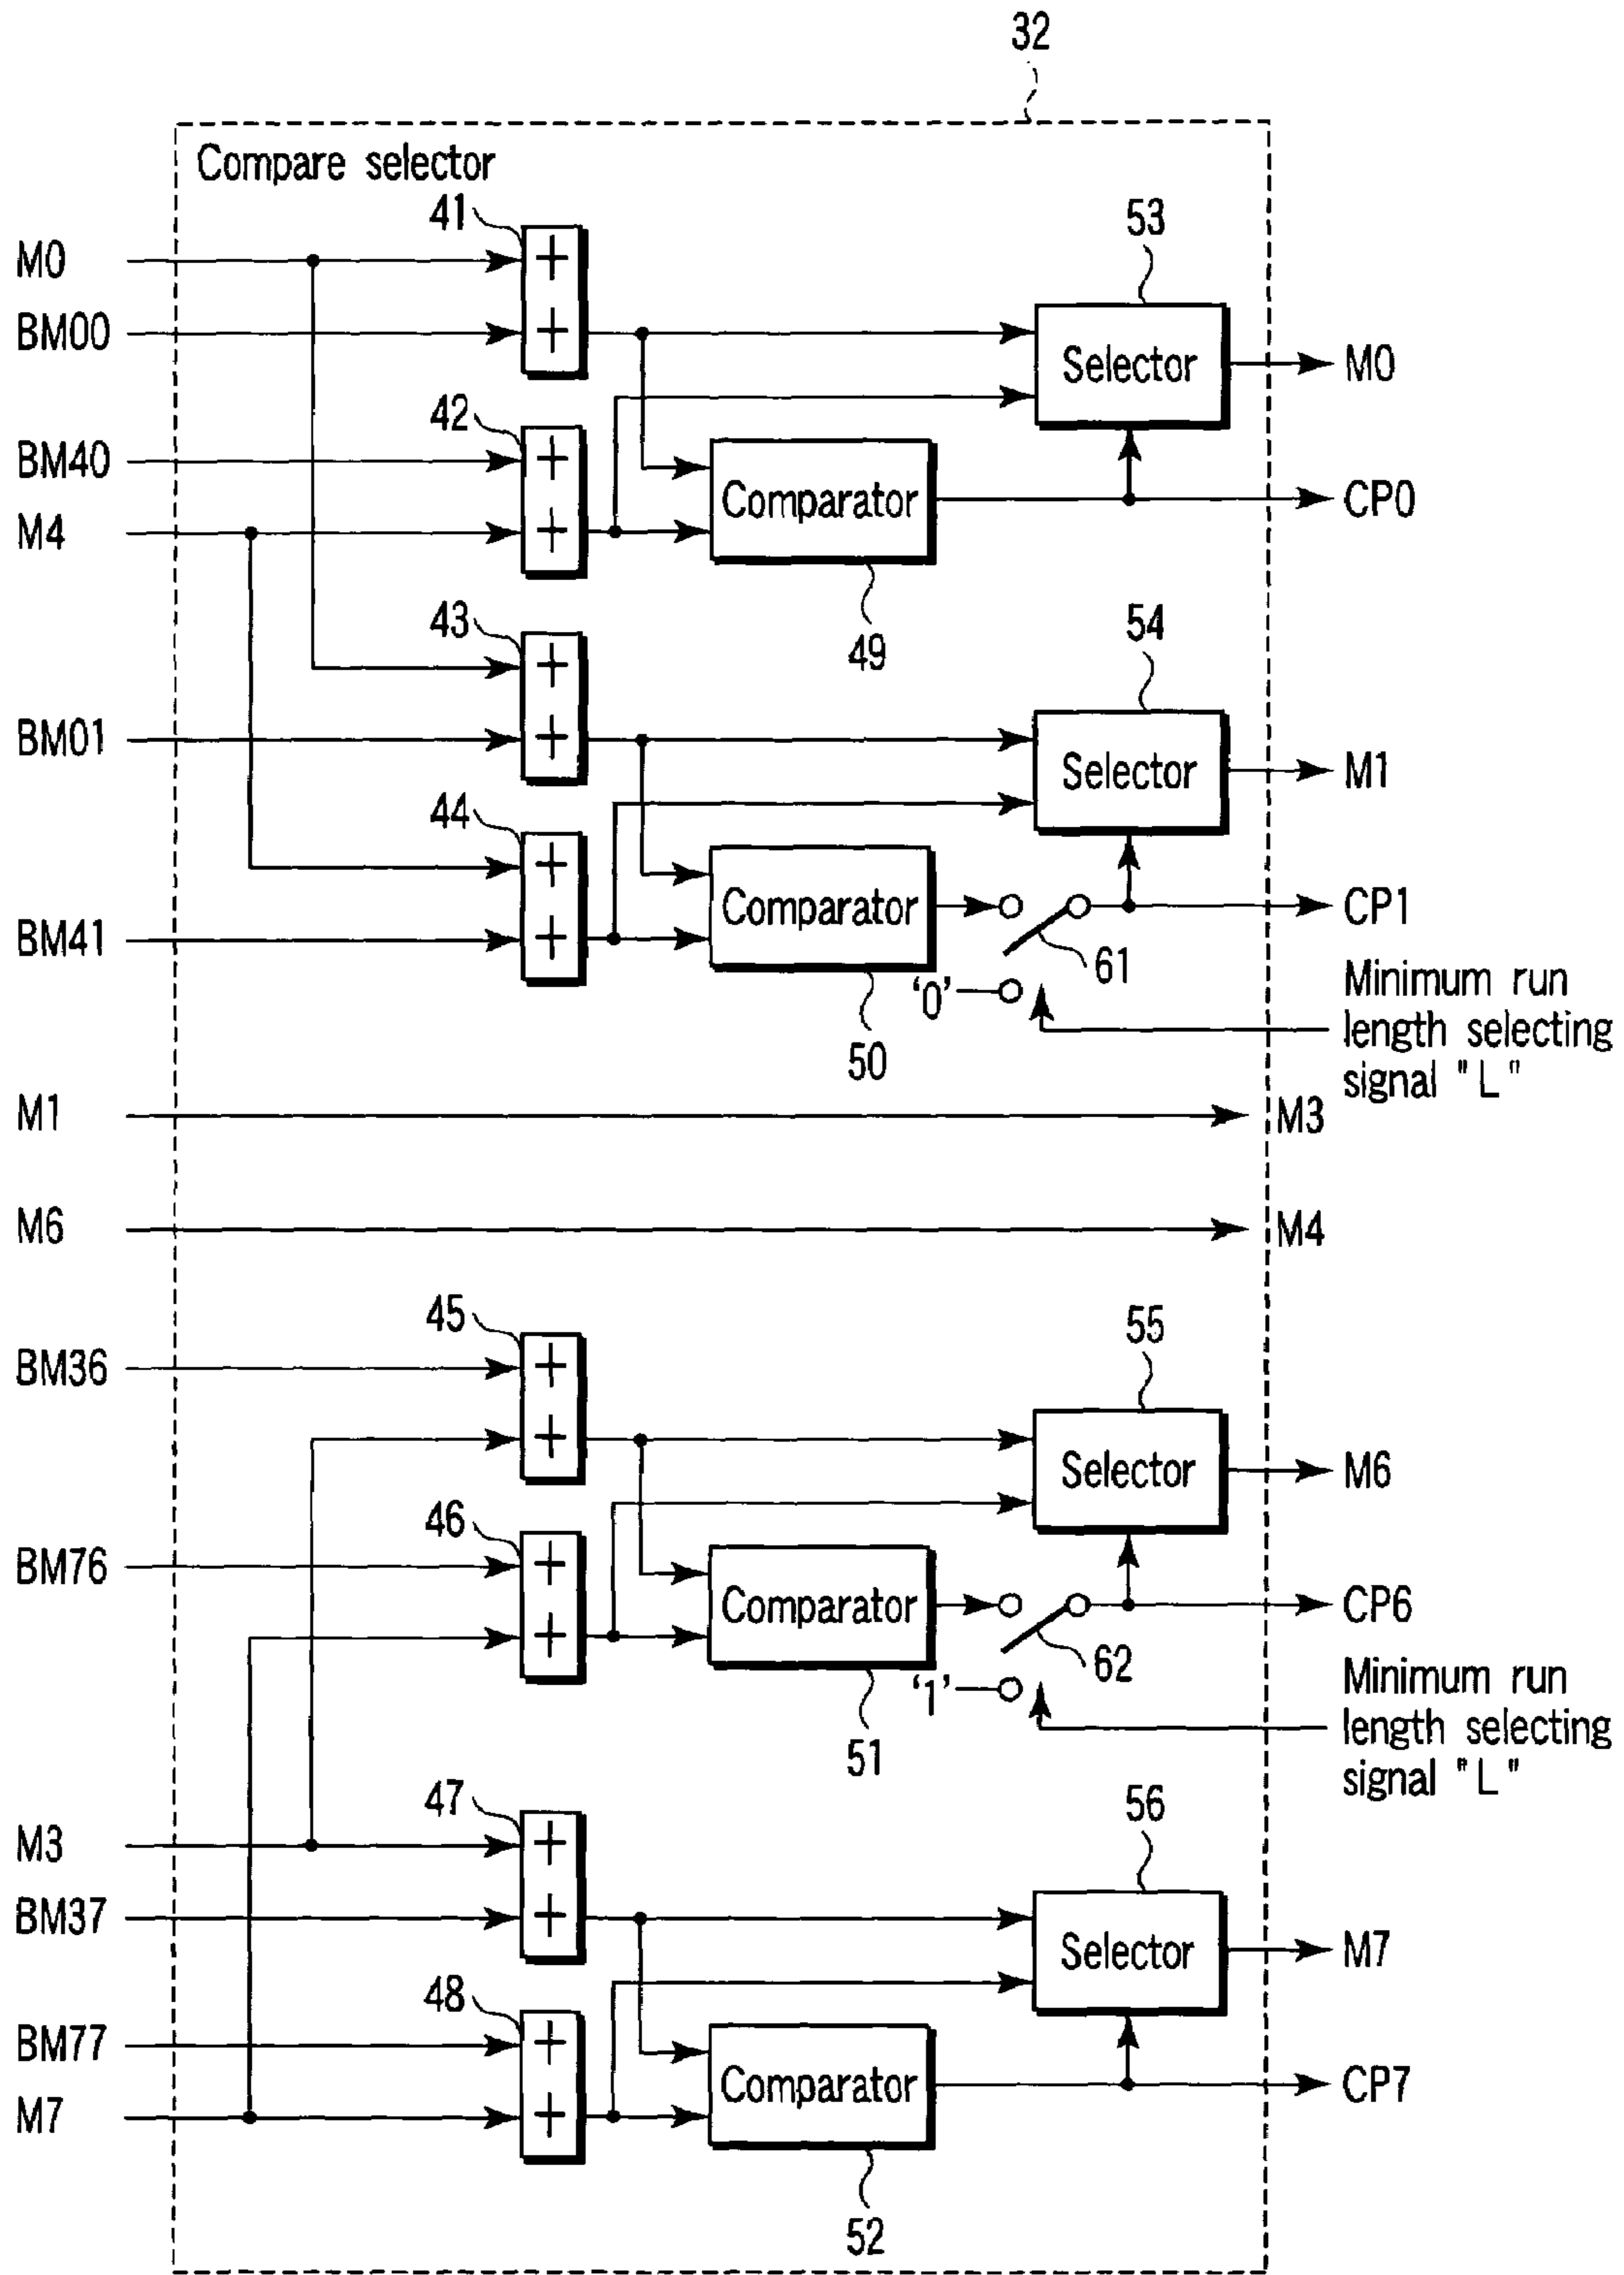 32
Compare selector
41
53
M0
+
BM00
+
Selector
M0
42
BM40
+
Comparator
CP0
M4
+
49
43
54
+
BM01
+
Selector
M1
44
+
Comparator
CP1
BM41
+
61
'0'
50
Minimum run
length selecting
signal "L"
M1
M3
M6
M4
45
55
BM36
+
+
Selector
M6
46
BM76
+
Comparator
CP6
+
62
'1'
51
Minimum run
length selecting
signal "L"
47
56
M3
+
BM37
+
Selector
M7
48
BM77
+
Comparator
CP7
M7
+
52